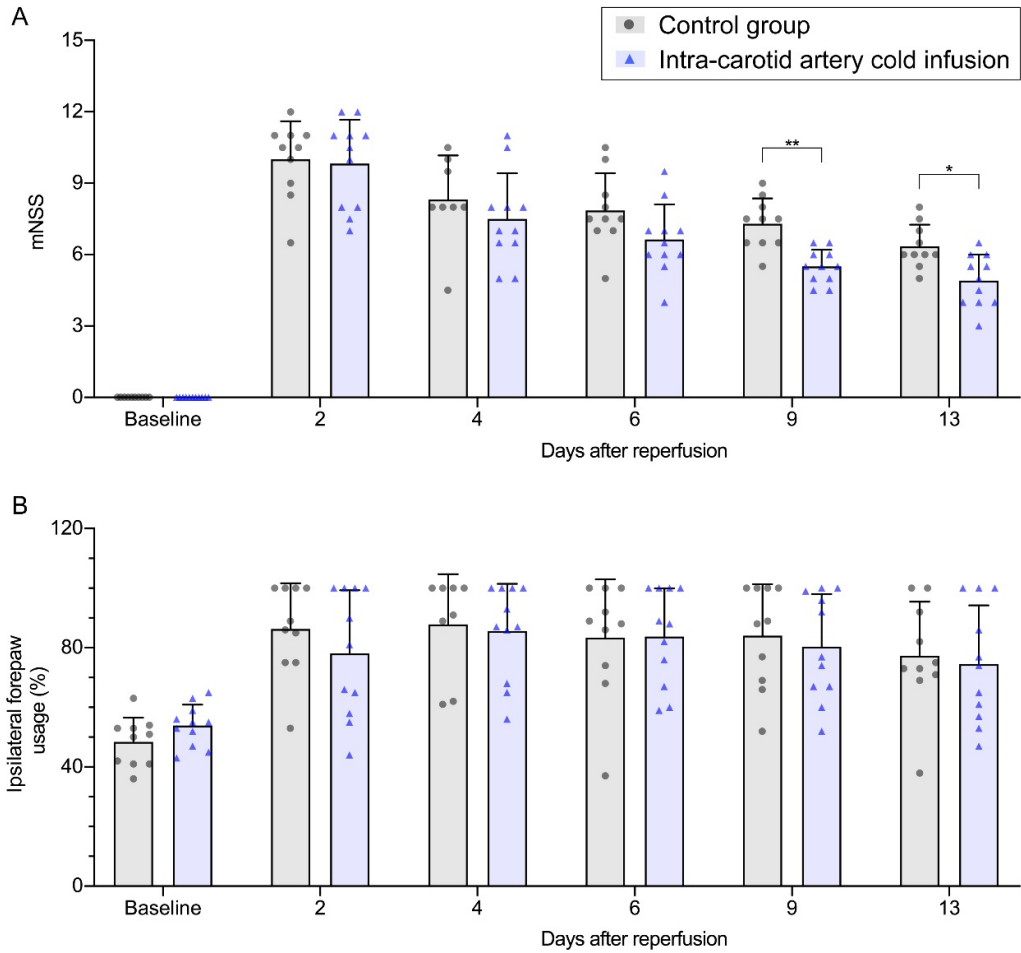 A
Control group
Intra-carotid artery cold infusion
15
12
9
6
3
0
mNSS
**
*
Baseline 2 4 6 9 13
Days after reperfusion
B
120
80
40
0
Ipsilateral forepaw
usage (%)
Baseline 2 4 6 9 13
Days after reperfusion